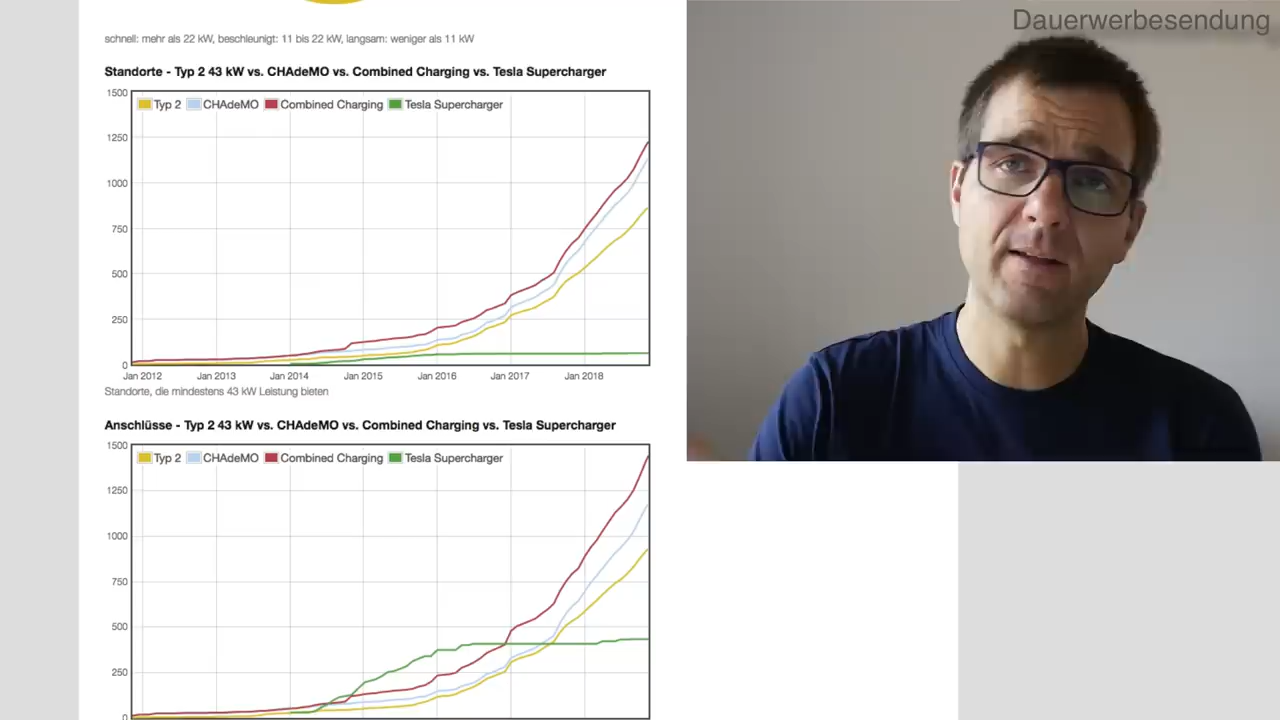 Dauerwerbesendung
schnell: mehr als 22 kW, beschleunigt: 11 bis 22 kW, langsam: weniger als 11 kW
Standorte - Typ 2 43 kW vs. CHAdeMO vs. Combined Charging vs. Tesla Supercharger
1500
Typ 2 CHAdeMO Combined Charging Tesla Supercharger
1250
1000
750
500
250
0
Jan 2012 Jan 2013 Jan 2014 Jan 2015 Jan 2016 Jan 2017 Jan 2018
Standorte, die mindestens 43 kW Leistung bieten
Anschlüsse - Typ 2 43 kW vs. CHAdeMO vs. Combined Charging vs. Tesla Supercharger
1500
Typ 2 CHAdeMO Combined Charging Tesla Supercharger
1250
1000
750
500
250
0